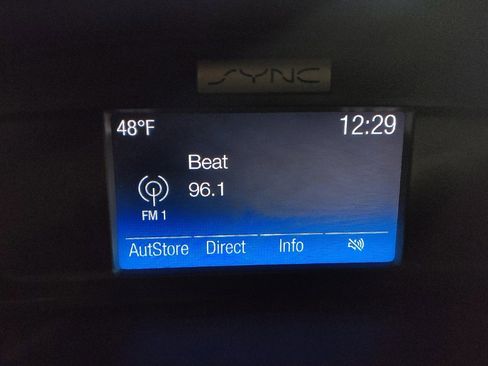 SYNC
48°F 12:29
Beat
96.1
FM 1
AutStore Direct Info